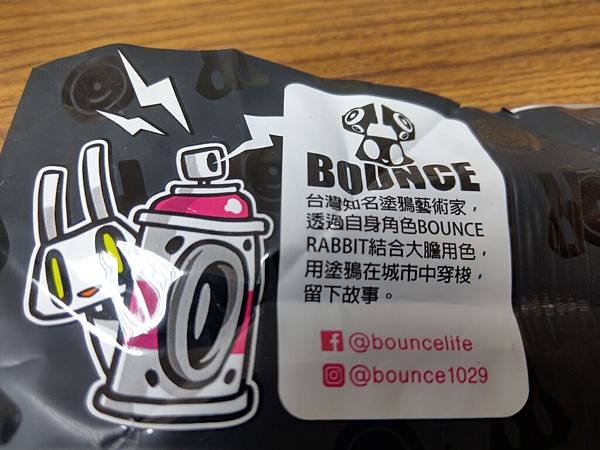 BOUNCE
台灣知名塗鴉藝術家，
透過自身角色BOUNCE
RABBIT結合大膽用色，
用塗鴉在城市中穿梭，
留下故事。
@bouncelife
@bounce1029